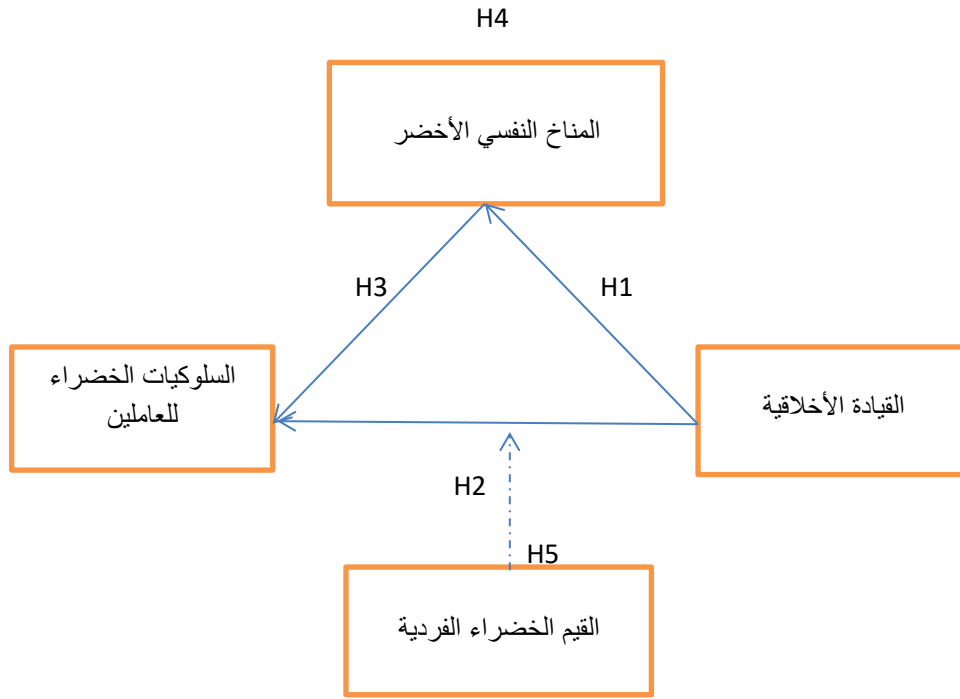 H4
المناخ النفسي الأخضر
H3
H1
السلوكيات الخضراء
للعاملين
القيادة الأخلاقية
H2
H5
القيم الخضراء الفردية